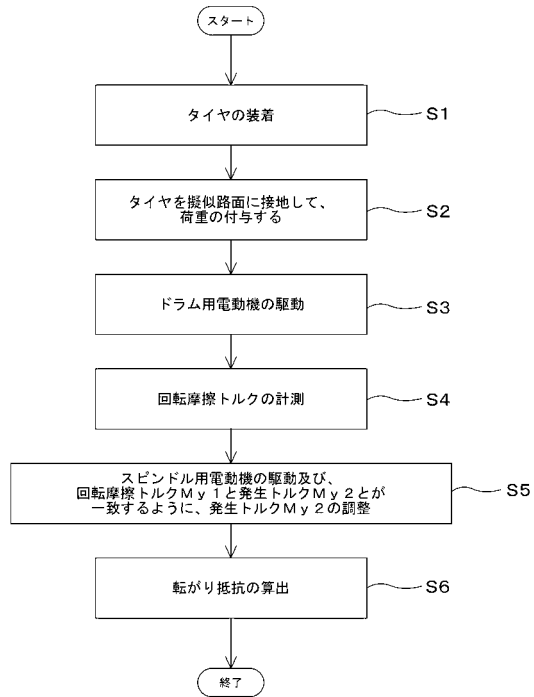 スタート
タイヤの装着
S1
タイヤを擬似路面に接地して、
荷重の付与する
S2
ドラム用電動機の駆動
S3
回転摩擦トルクの計測
S4
スピンドル用電動機の駆動及び、
回転摩擦トルクMy1と発生トルクMy2とが
一致するように、発生トルクMy2の調整
S5
転がり抵抗の算出
S6
終了